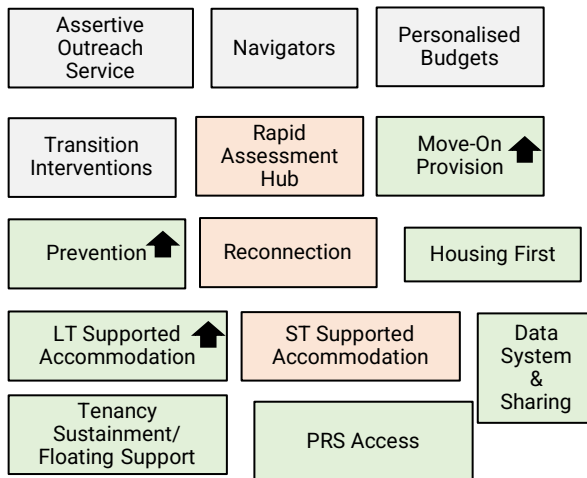 Assertive
Outreach
Service
Navigators
Personalised
Budgets
Transition
Interventions
Rapid
Assessment
Hub
Move-On
Provision
Prevention
Reconnection
Housing First
LT Supported
Accommodation
ST Supported
Accommodation
Data
System
&
Sharing
Tenancy
Sustainment/
Floating Support
PRS Access